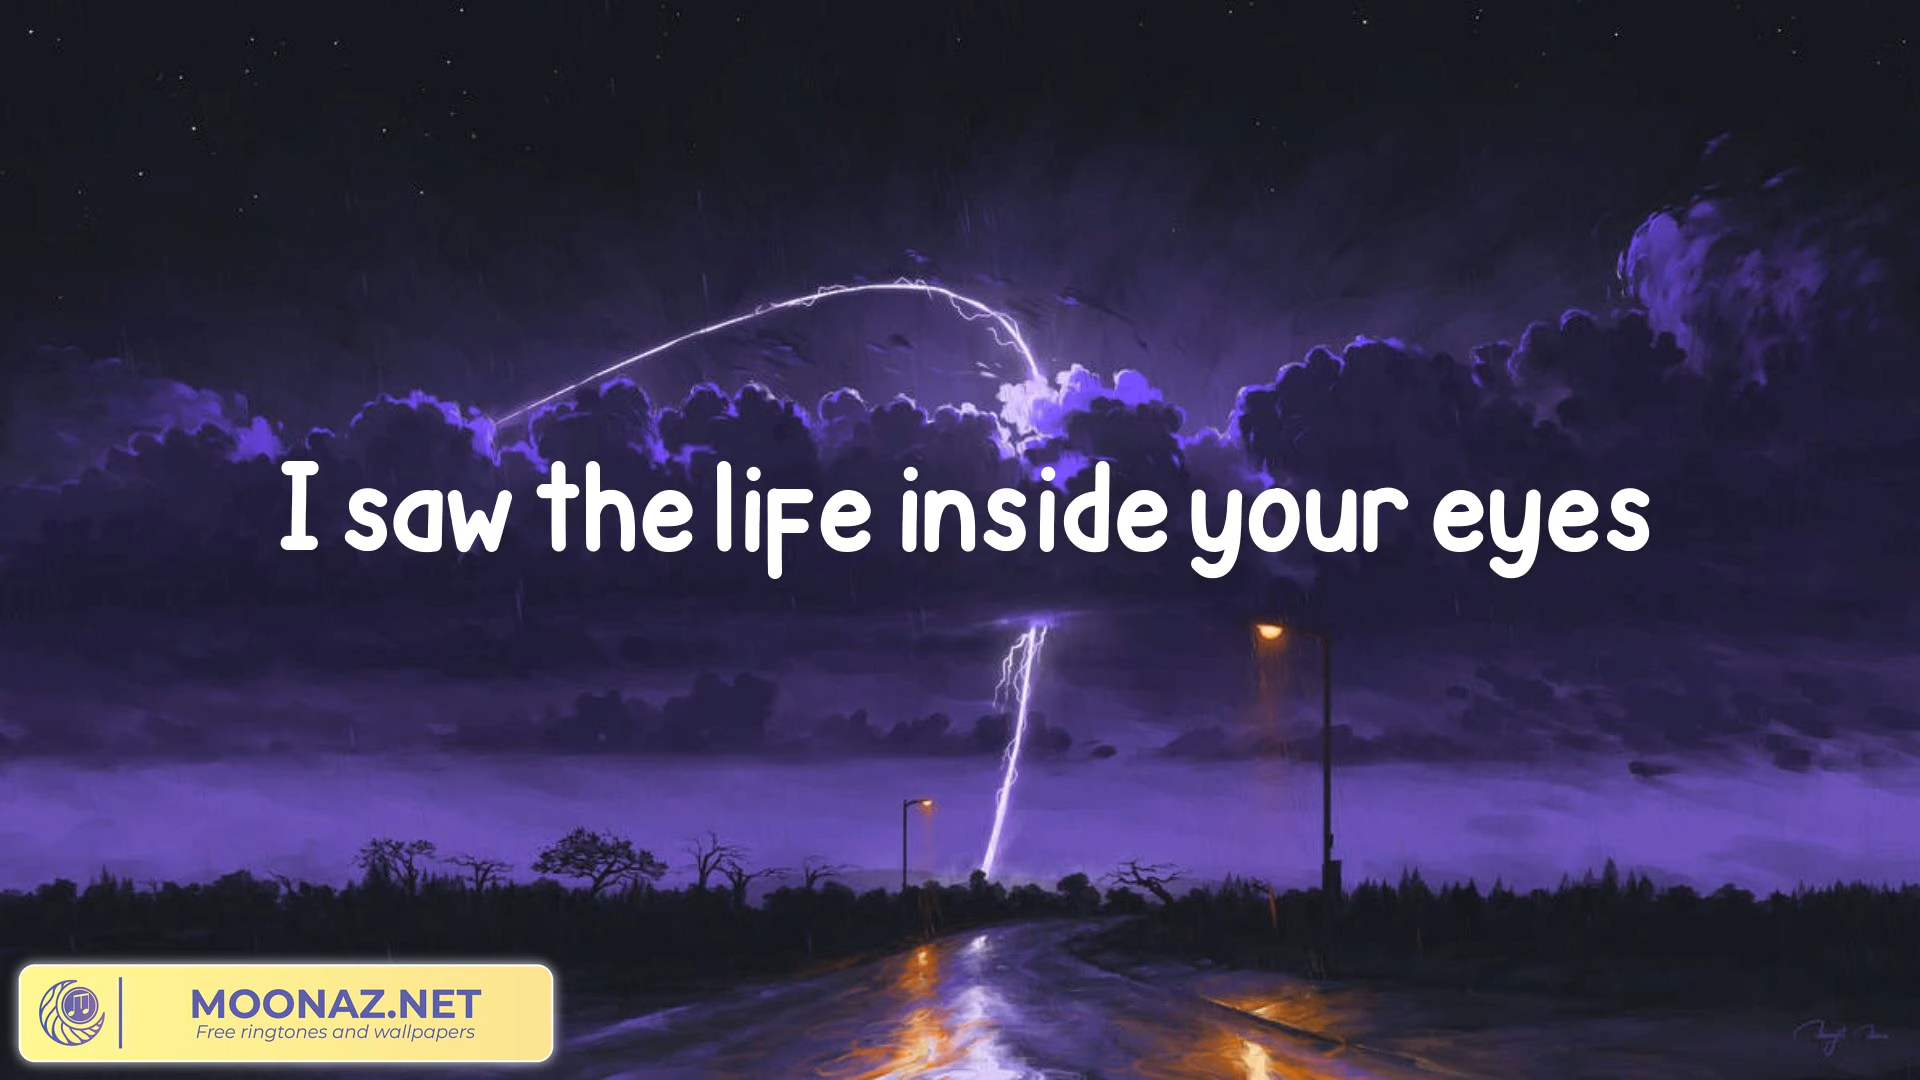 I saw the life inside your eyes
MOONAZ.NET
Free ringtones and wallpapers